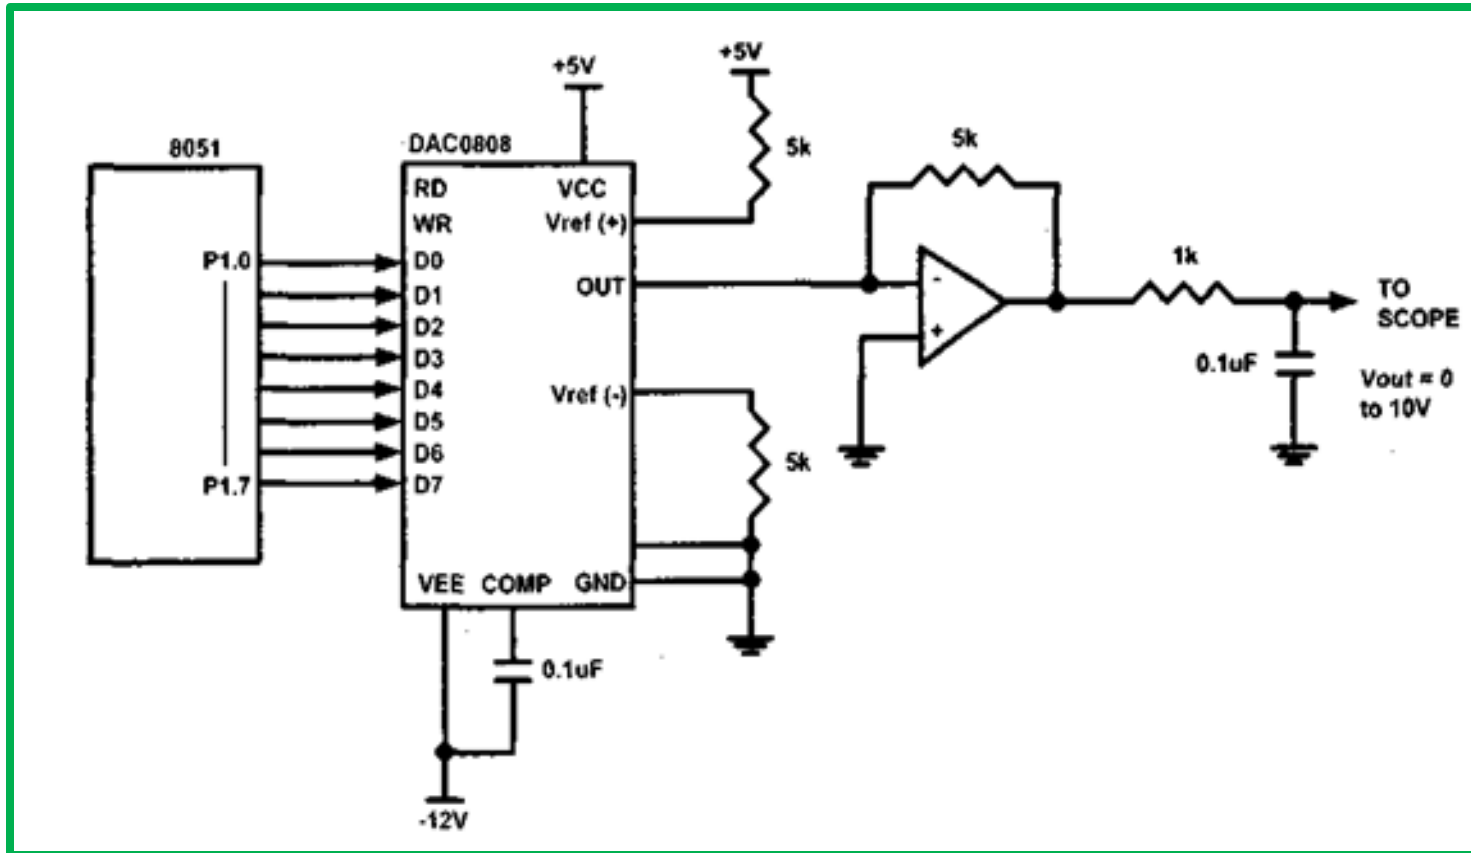 +5V
+5V
8051
DAC0808
5k
5k
RD
VCC
WR
Vref (+)
P1.0
D0
D1
OUT
D2
D3
D4
D5
D6
P1.7
D7
Vref (-)
5k
-
+
1k
TO
SCOPE
0.1uF
Vout = 0
to 10V
VEE
COMP
GND
0.1uF
-12V